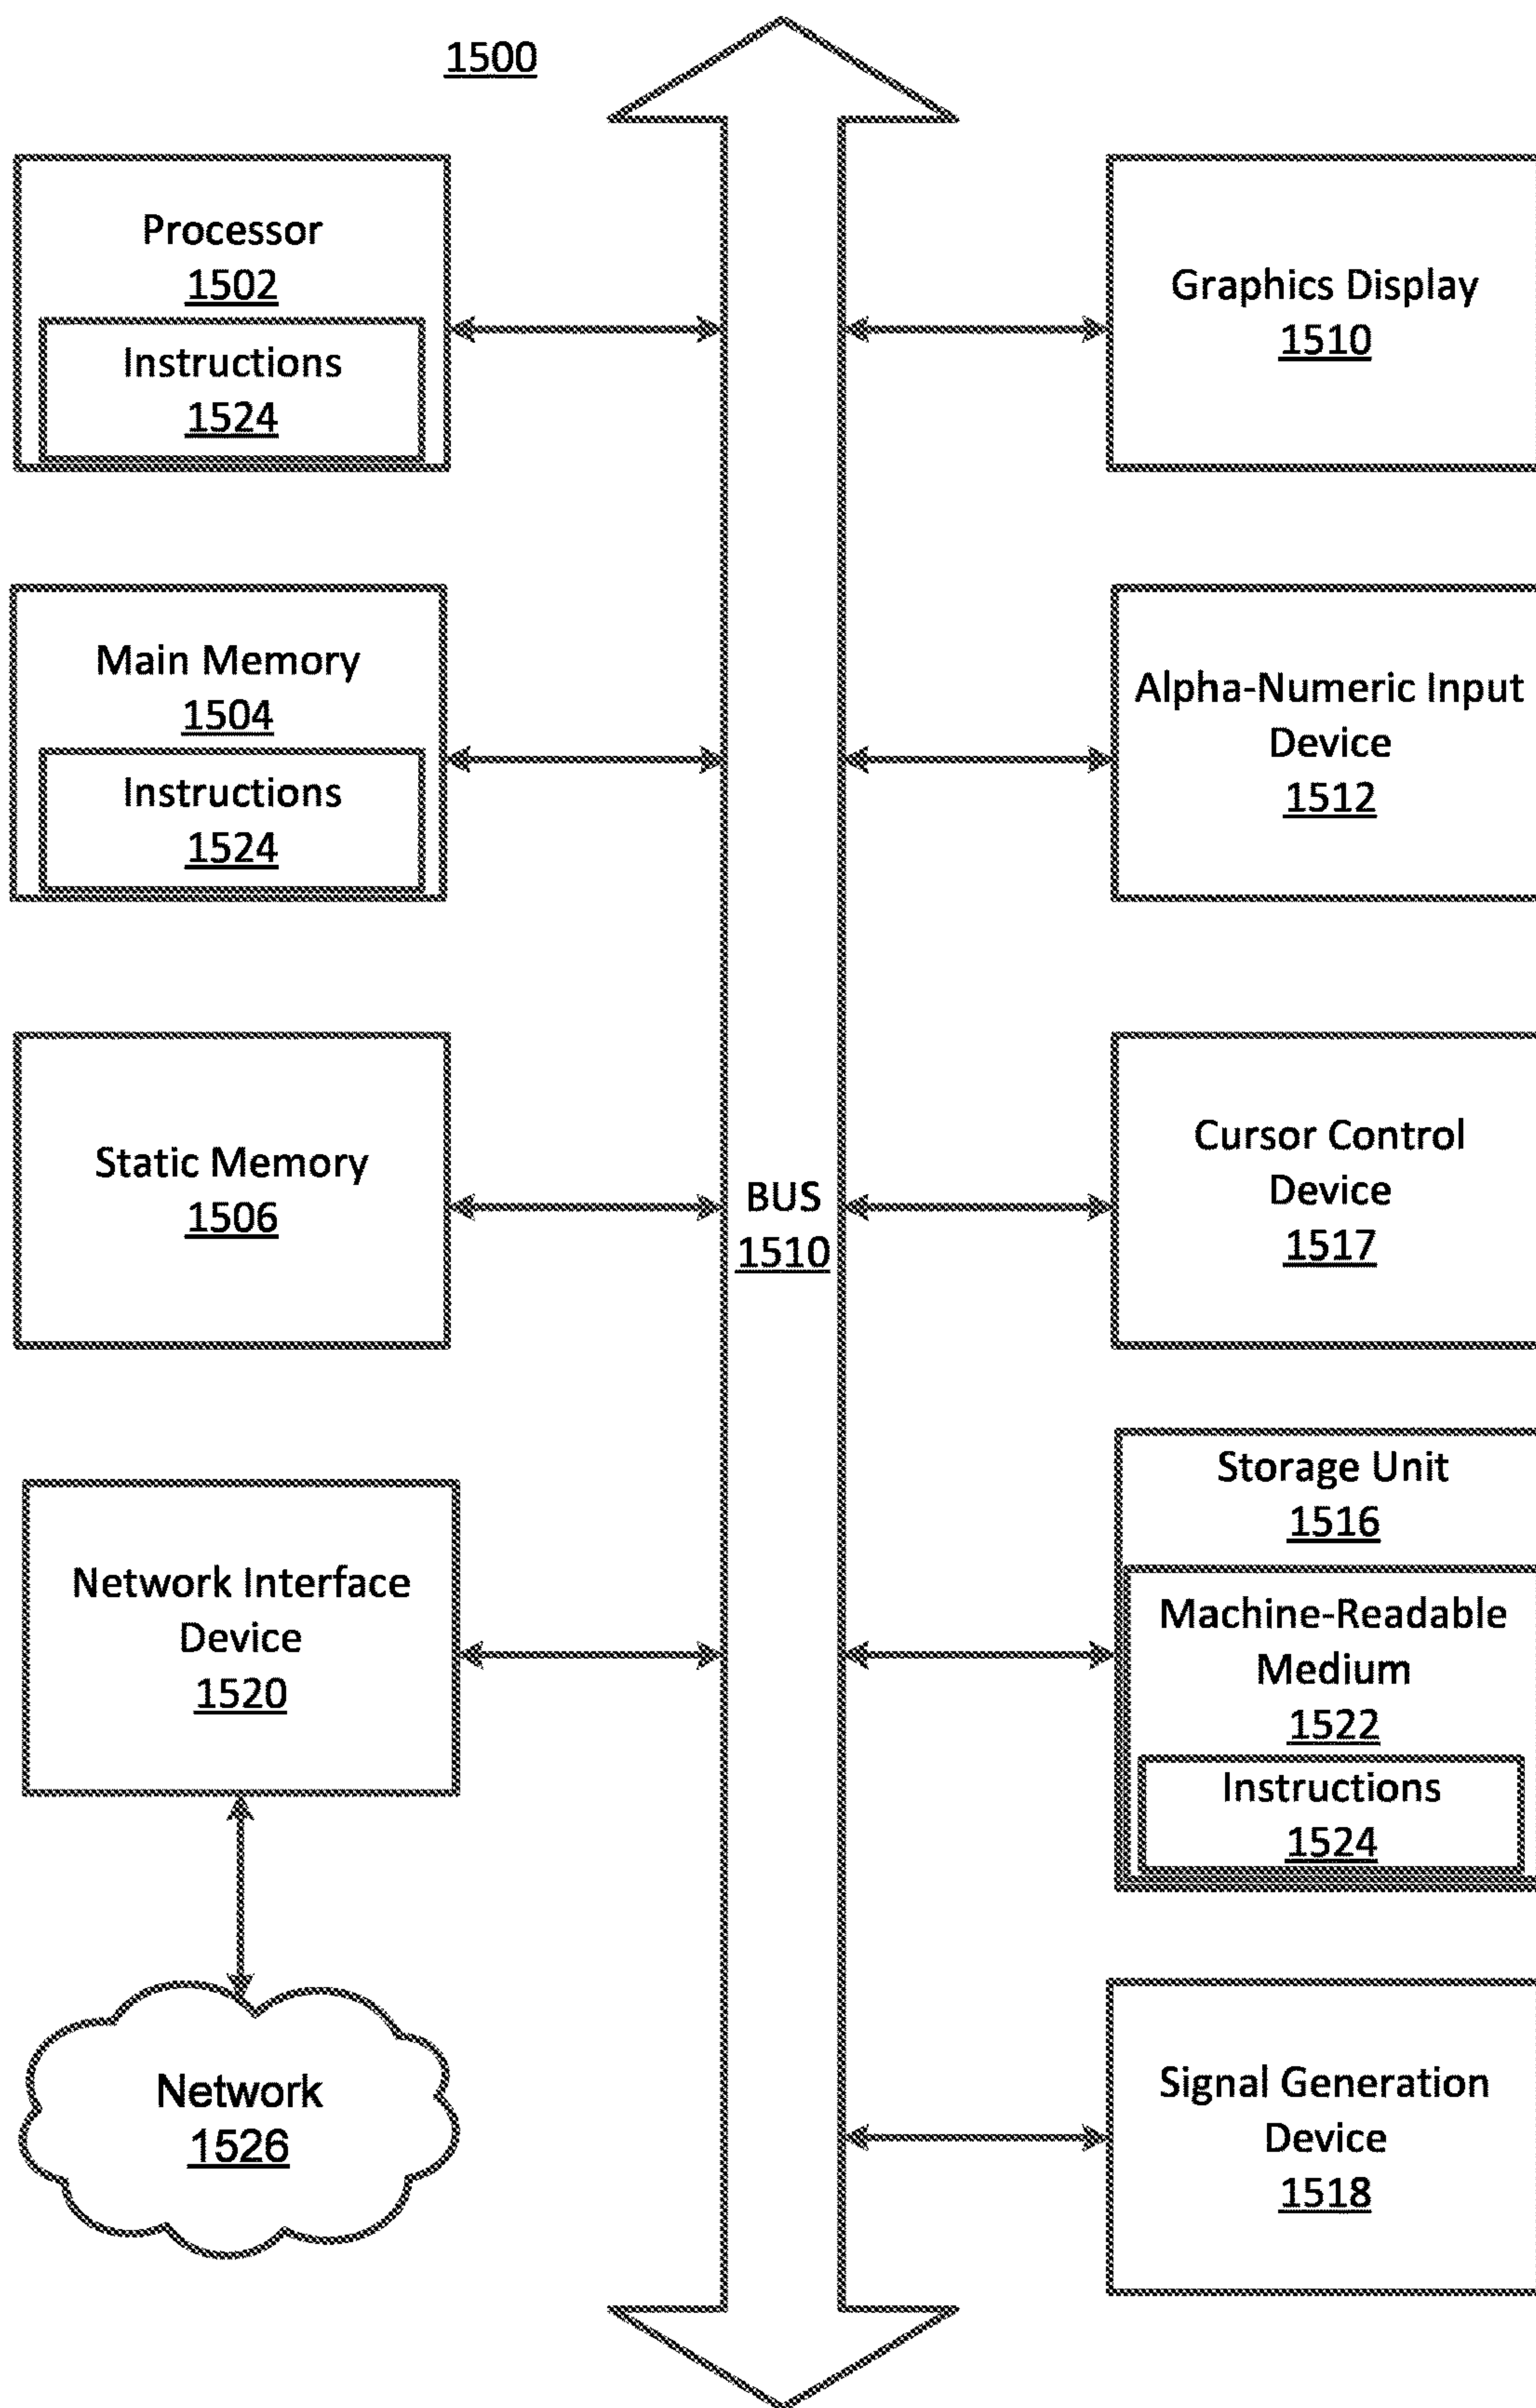 1500
Processor
1502
Instructions
1524
Main Memory
1504
Instructions
1524
Static Memory
1506
Network Interface
Device
1520
Network
1526
BUS
1510
Graphics Display
1510
Alpha-Numeric Input
Device
1512
Cursor Control
Device
1517
Storage Unit
1516
Machine-Readable
Medium
1522
Instructions
1524
Signal Generation
Device
1518